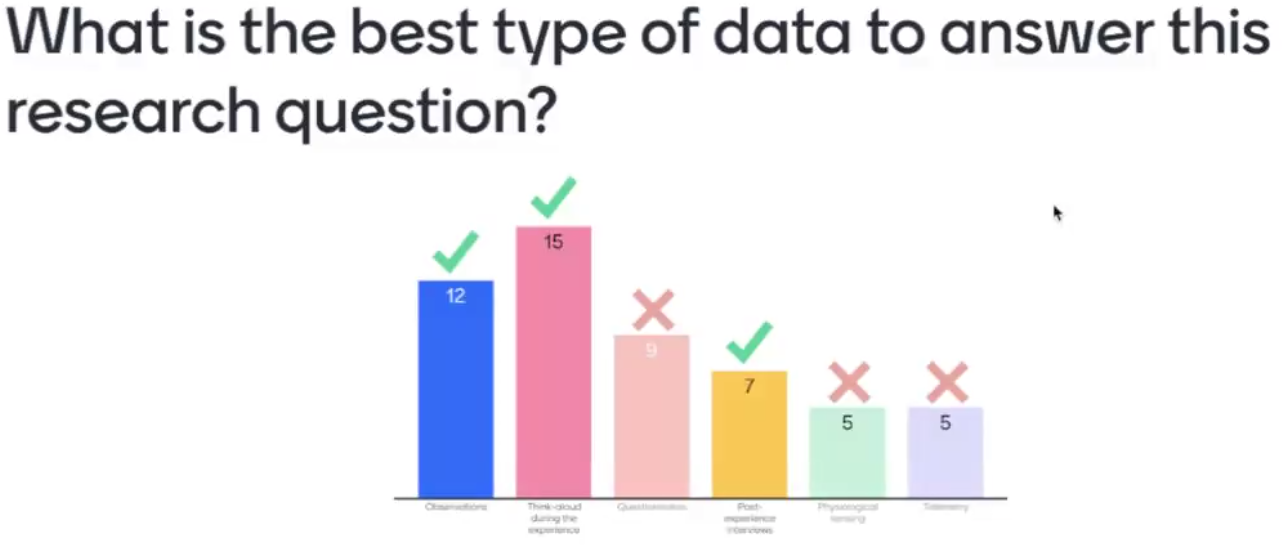 What is the best type of data to answer this
research question?
15
12
9
7
5
5
Observations
Think-aloud
during the
experience
Questionnaires
Post-
experience
interviews
Physiological
sensing
Telemetry